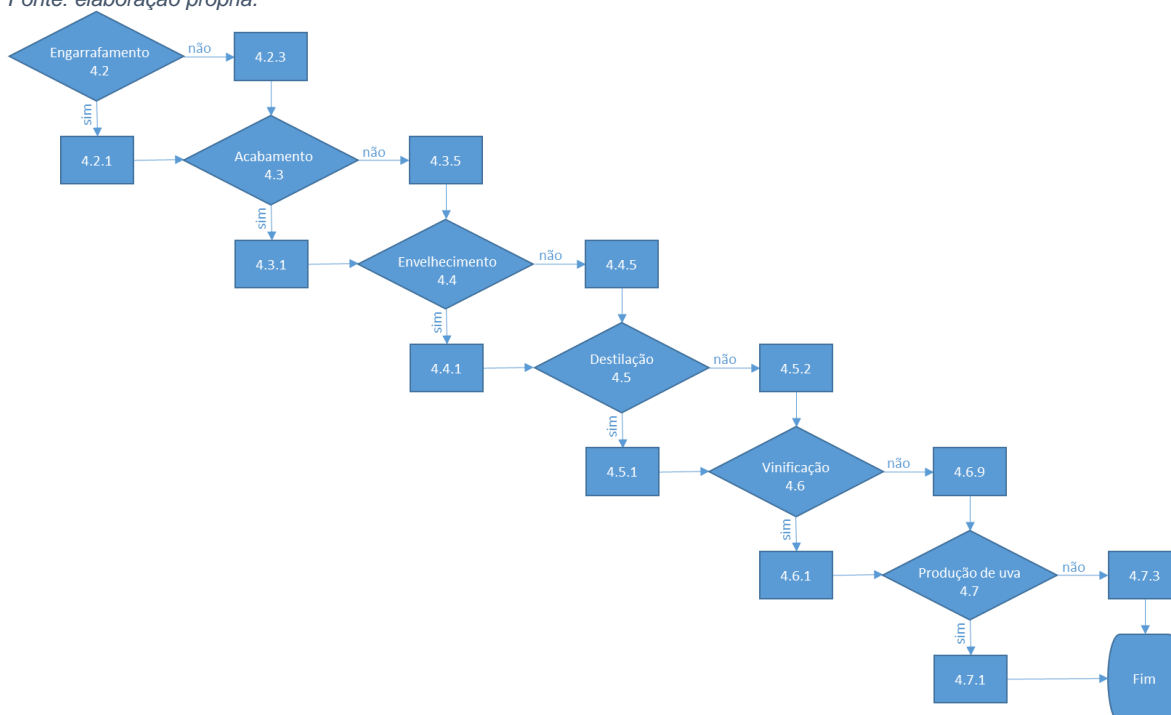 Fonte: elaboração própria.
Engarrafamento
4.2
não
4.2.3
sim
4.2.1
Acabamento
4.3
não
4.3.5
sim
4.3.1
Envelhecimento
4.4
não
4.4.5
sim
4.4.1
Destilação
4.5
não
4.5.2
sim
4.5.1
Vinificação
4.6
não
4.6.9
sim
4.6.1
Produção de uva
4.7
não
4.7.3
sim
4.7.1
Fim